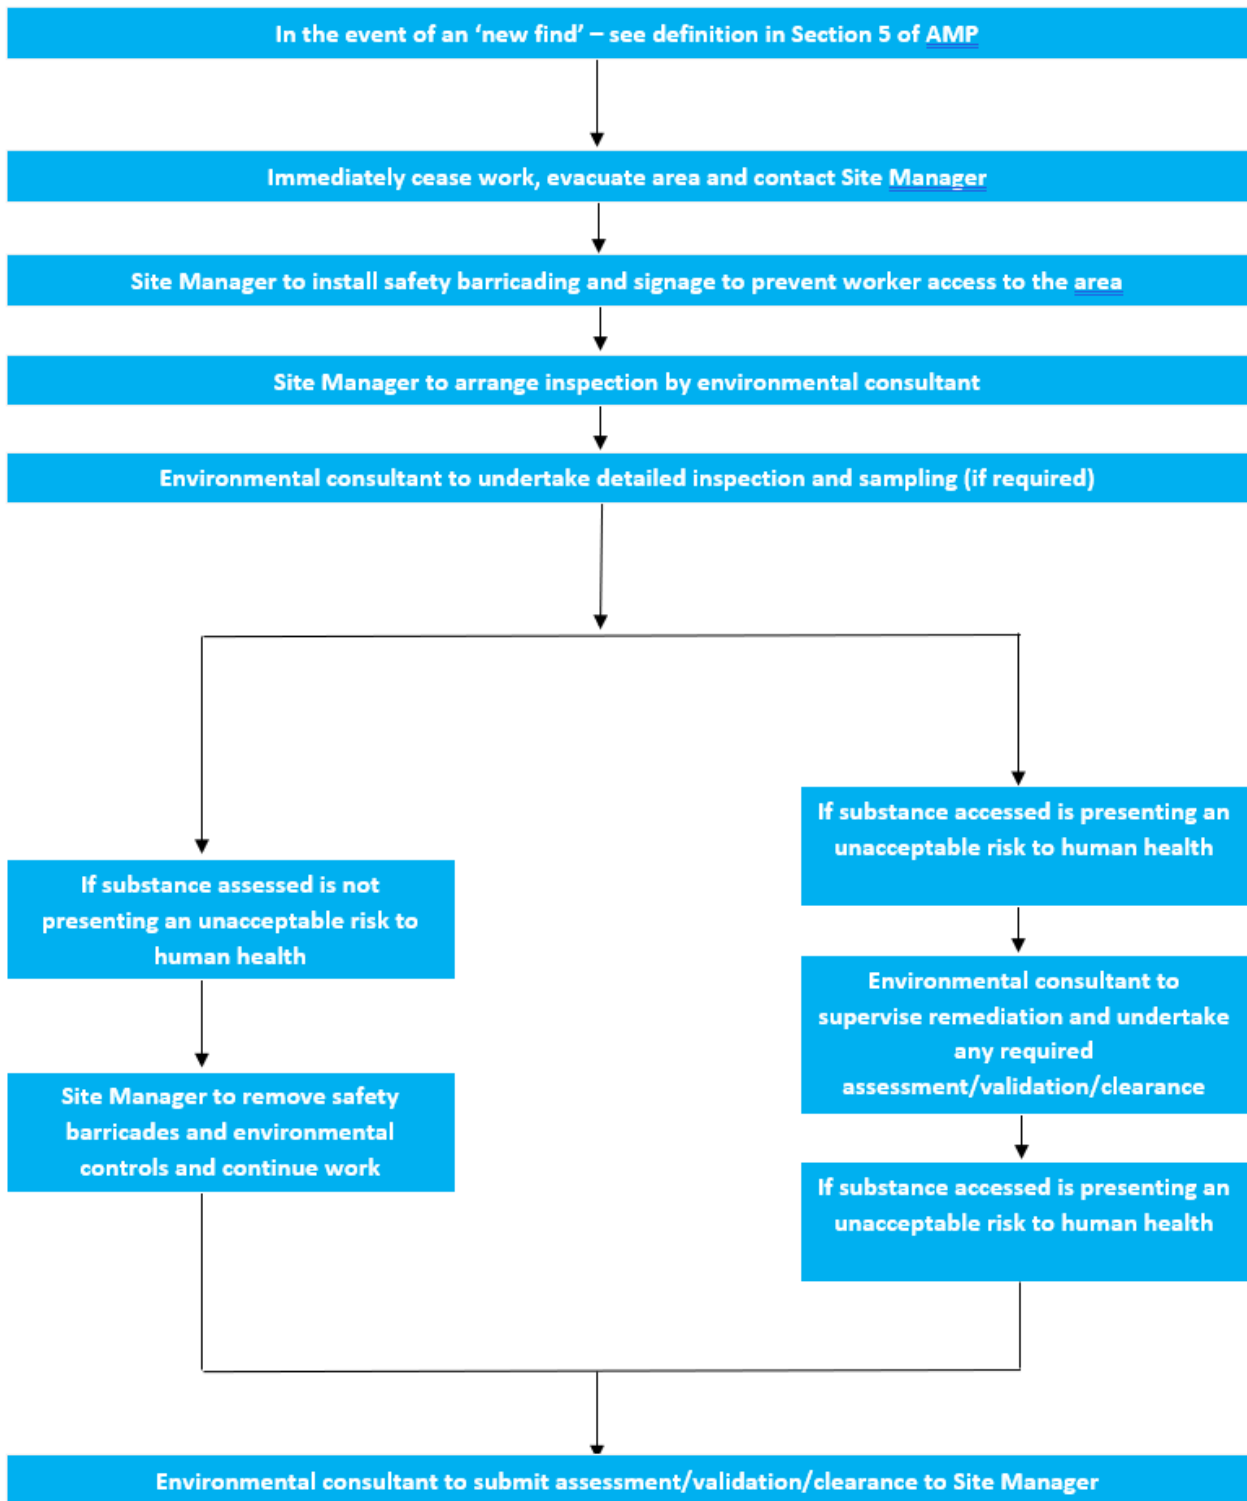 In the event of an ‘new find’ – see definition in Section 5 of AMP
Immediately cease work, evacuate area and contact Site Manager
Site Manager to install safety barricading and signage to prevent worker access to the area
Site Manager to arrange inspection by environmental consultant
Environmental consultant to undertake detailed inspection and sampling (if required)
If substance assessed is not
presenting an unacceptable risk to
human health
Site Manager to remove safety
barricades and environmental
controls and continue work
If substance accessed is presenting an
unacceptable risk to human health
Environmental consultant to
supervise remediation and undertake
any required
assessment/validation/clearance
If substance accessed is presenting an
unacceptable risk to human health
Environmental consultant to submit assessment/validation/clearance to Site Manager